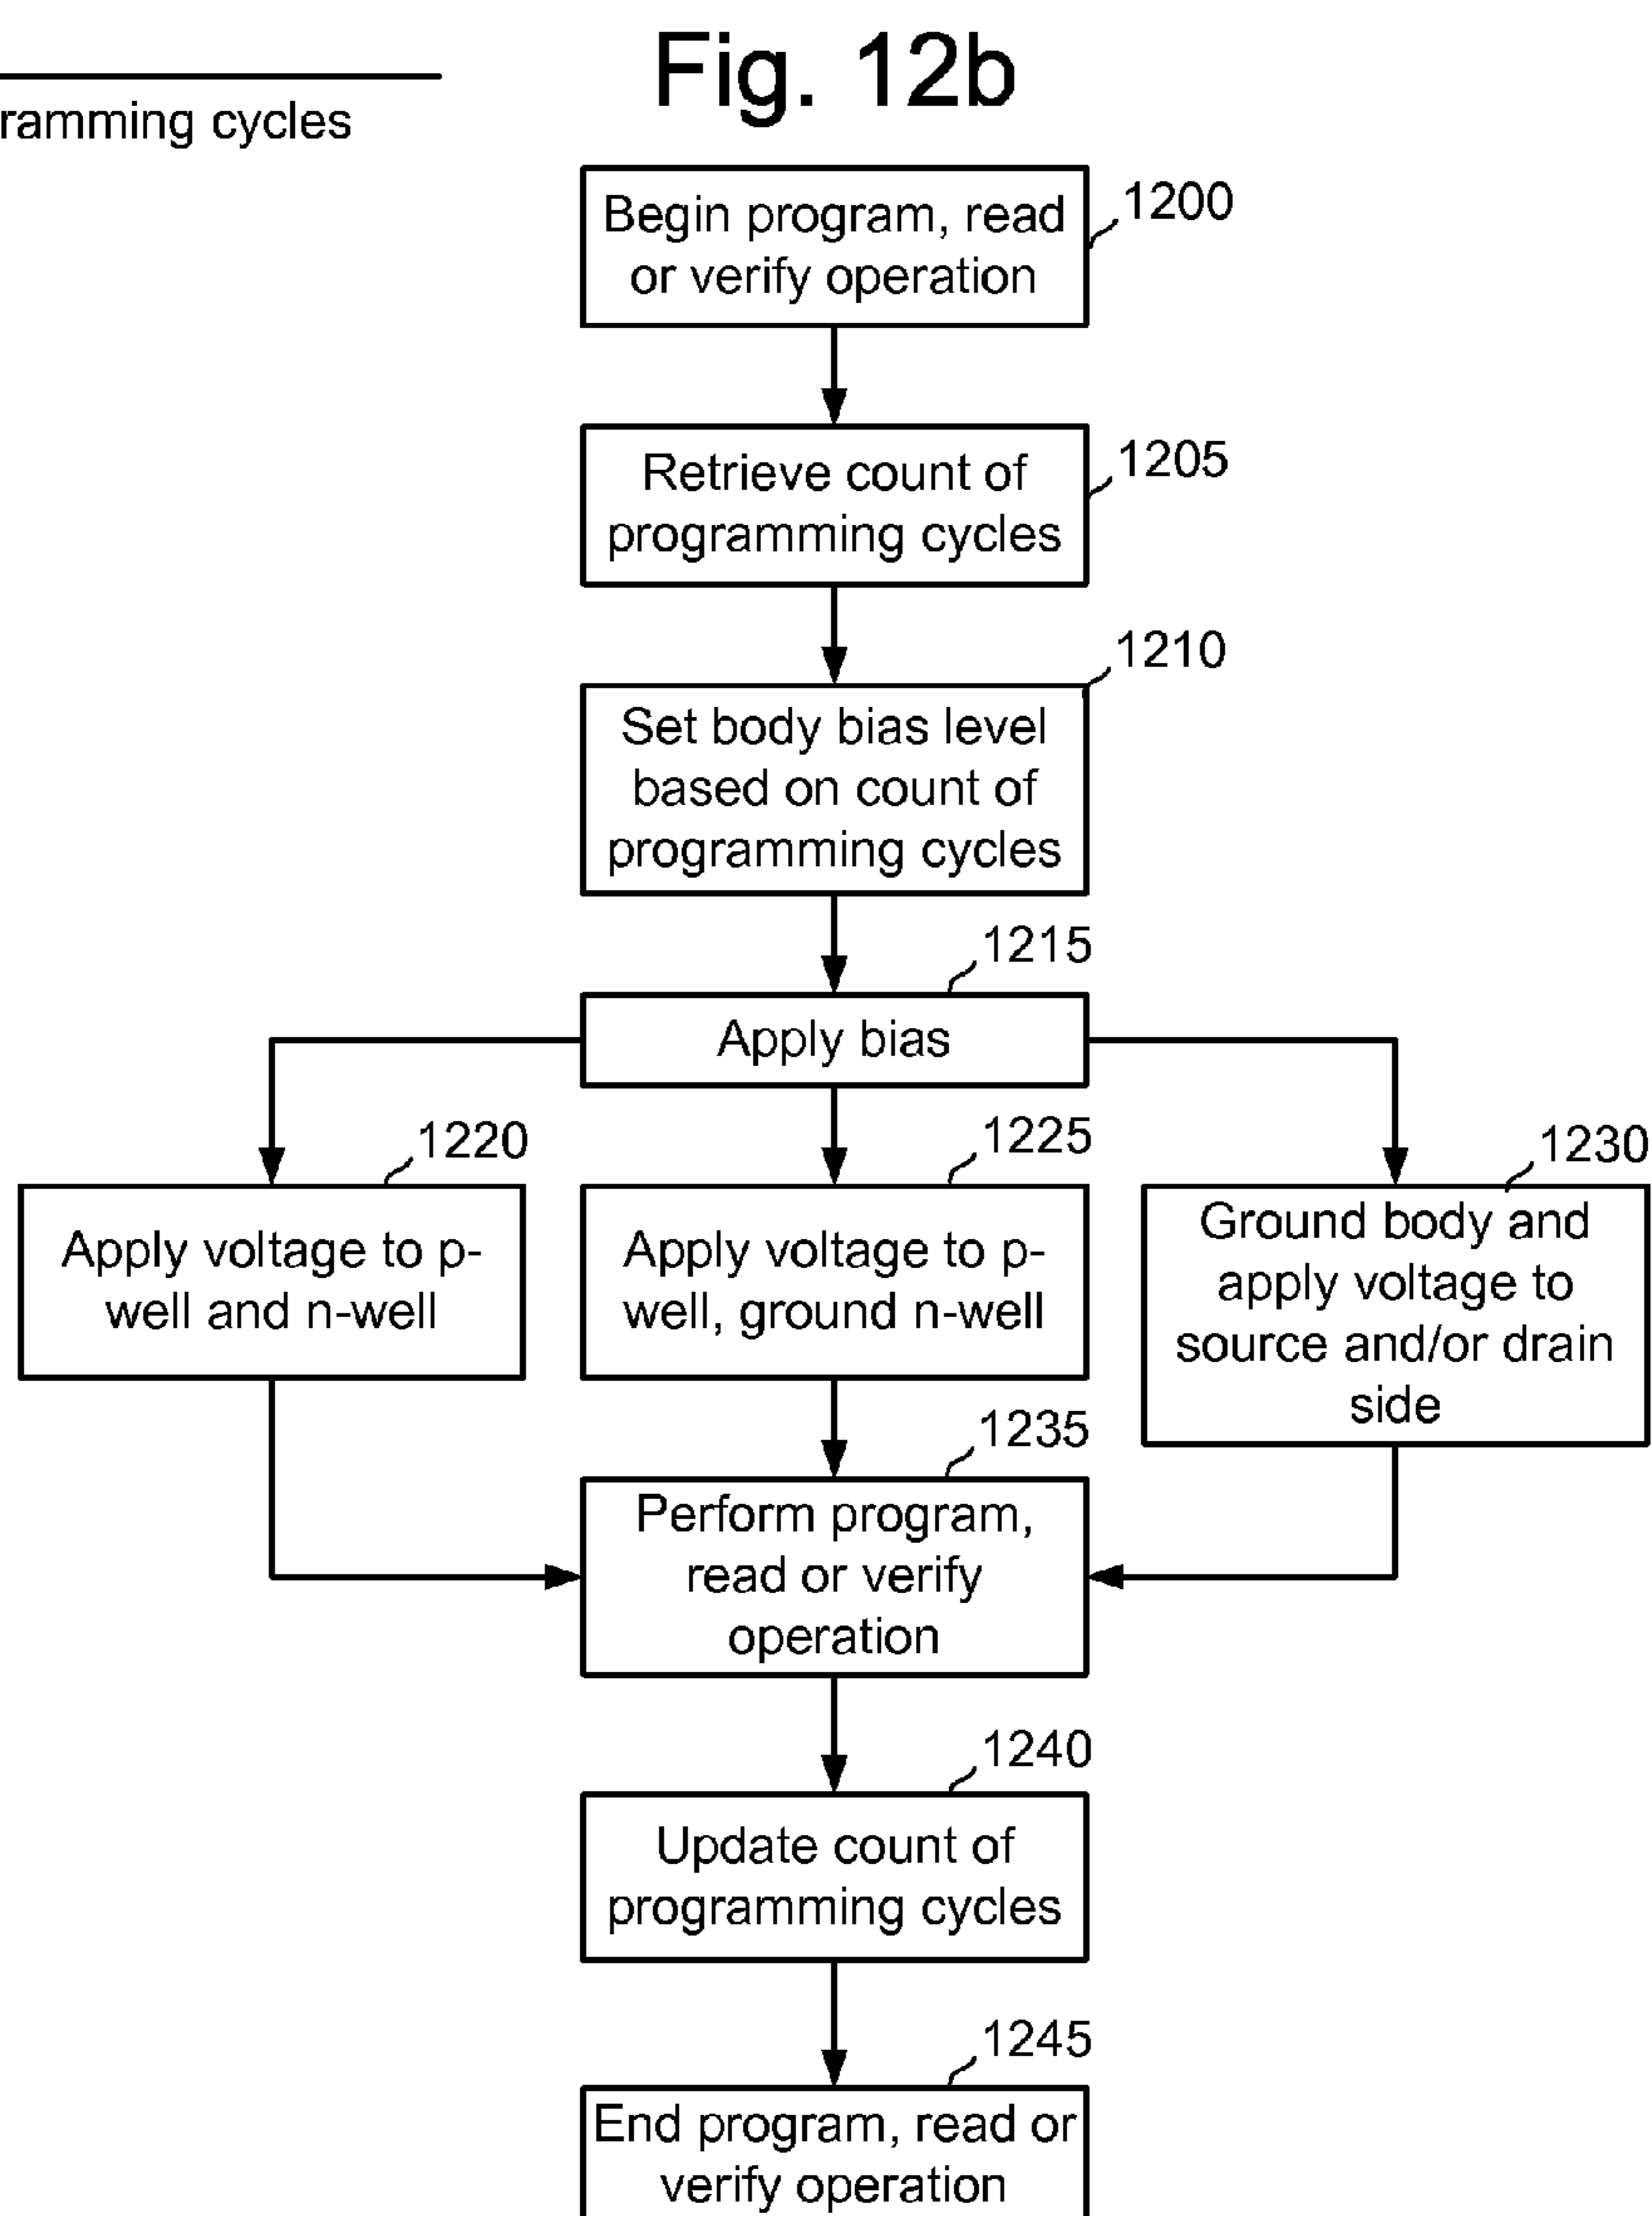 Fig. 12b
ramming cycles
Begin program, read
or verify operation
1200
Retrieve count of
programming cycles
1205
1210
Set body bias level
based on count of
programming cycles
1215
Apply bias
1220
1225
1230
Apply voltage to p-
well and n-well
Apply voltage to p-
well, ground n-well
Ground body and
apply voltage to
source and/or drain
side
1235
Perform program,
read or verify
operation
1240
Update count of
programming cycles
1245
End program, read or
verify operation